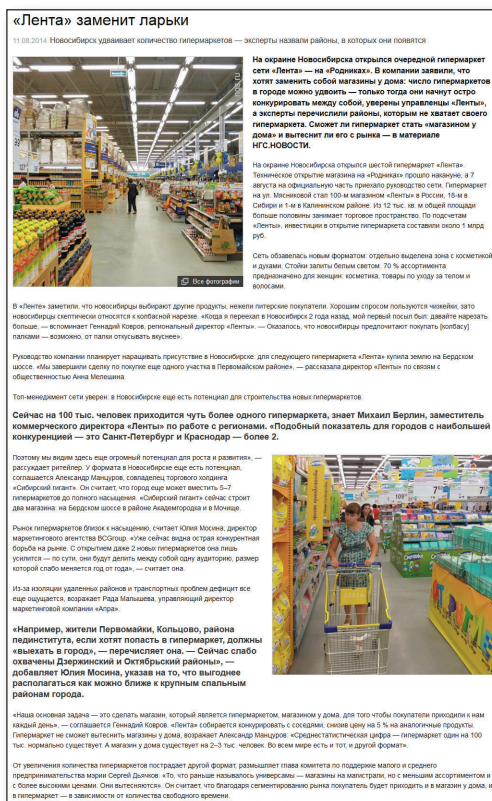 «Лента» заменит ларьки
11.08.2014 Новосибирск удваивает количество гипермаркетов — эксперты назвали районы, в которых они появятся
На окраине Новосибирска открылся очередной гипермаркет
сети «Лента» — на «Родниках». В компании заявили, что
хотят заменить собой магазины у дома: число гипермаркетов
в городе можно удвоить — только тогда они начнут остро
конкурировать между собой, уверены управленцы «Ленты»,
а эксперты перечислили районы, которым не хватает своего
гипермаркета. Сможет ли гипермаркет стать «магазином у
дома» и вытеснит ли его с рынка — в материале
НГС.НОВОСТИ.
На окраине Новосибирска открылся шестой гипермаркет «Лента».
Техническое открытие магазина на «Родниках» прошло накануне, а 7
августа на официальную часть приехало руководство сети. Гипермаркет
на ул. Мясниковой стал 100-м магазином «Ленты» в России, 18-м в
Сибири и 1-м в Калининском районе. Из 12 тыс. кв. м общей площади
больше половины занимает торговое пространство. По подсчетам
«Ленты», инвестиции в открытие гипермаркета составили около 1 млрд
руб.
Сеть обзавелась новым форматом: отдельно выделена зона с косметикой
и духами. Стойки залиты белым светом. 70 % ассортимента
предназначено для женщин: косметика, товары по уходу за телом и
волосами.
Все фотографии
В «Ленте» заметили, что новосибирцы выбирают другие продукты, нежели питерские покупатели. Хорошим спросом пользуются чизкейки, зато
новосибирцы скептически относятся к колбасной нарезке. «Когда я переехал в Новосибирск 2 года назад, мой первый посыл был: давайте нарезать
больше, — вспоминает Геннадий Ковров, региональный директор «Ленты». — Оказалось, что новосибирцы предпочитают покупать [колбасу]
палками — возможно, от палки откусывать вкуснее».
Руководство компании планирует наращивать присутствие в Новосибирске: для следующего гипермаркета «Лента» купила землю на Бердском
шоссе. «Мы завершили сделку по покупке еще одного участка в Первомайском районе», — рассказала директор «Ленты» по связям с
общественностью Анна Мелешина.
Топ-менеджмент сети уверен: в Новосибирске еще есть потенциал для строительства новых гипермаркетов.
Сейчас на 100 тыс. человек приходится чуть более одного гипермаркета, знает Михаил Берлин, заместитель
коммерческого директора «Ленты» по работе с регионами. «Подобный показатель для городов с наибольшей
конкуренцией — это Санкт-Петербург и Краснодар — более 2.
Поэтому мы видим здесь еще огромный потенциал для роста и развития», —
рассуждает ритейлер. У формата в Новосибирске еще есть потенциал,
соглашается Александр Манцуров, совладелец торгового холдинга
«Сибирский гигант». Он считает, что город еще может вместить 5–7
гипермаркетов до полного насыщения. «Сибирский гигант» сейчас строит
два магазина: на Бердском шоссе в районе Академгородка и в Мочище.
Рынок гипермаркетов близок к насыщению, считает Юлия Мосина, директор
маркетингового агентства BCGroup. «Уже сейчас видна острая конкурентная
борьба на рынке. С открытием даже 2 новых гипермаркетов она лишь
усилится — по сути, они будут делить между собой одну аудиторию, размер
которой слабо меняется год от года», — считает она.
Из-за изоляции удаленных районов и транспортных проблем дефицит все
еще ощущается, возражает Рада Малышева, управляющий директор
маркетинговой компании «Апра».
«Например, жители Первомайки, Кольцово, района
пединститута, если хотят попасть в гипермаркет, должны
«выехать в город», — перечисляет она. — Сейчас слабо
охвачены Дзержинский и Октябрьский районы», —
добавляет Юлия Мосина, указав на то, что выгоднее
располагаться как можно ближе к крупным спальным
районам города.
«Наша основная задача — это сделать магазин, который является гипермаркетом, магазином у дома, для того чтобы покупатели приходили к нам
каждый день», — соглашается Геннадий Ковров. «Лента» собирается конкурировать с соседями, снизив цену на 5 % на аналогичные продукты.
Гипермаркет не сможет вытеснить магазины у дома, возражает Александр Манцуров: «Среднестатистическая цифра — гипермаркет один на 100
тыс. нормально существует. А магазин у дома существует на 2–3 тыс. человек. Во всем мире есть и тот, и другой формат».
От увеличения количества гипермаркетов пострадает другой формат, размышляет глава комитета по поддержке малого и среднего
предпринимательства мэрии Сергей Дьячков: «То, что раньше называлось универсамы — магазины на магистрали, но с меньшим ассортиментом и
с более высокими ценами. Они вытесняются». Он считает, что благодаря сегментированию рынка покупатель будет приходить и в магазин у дома, и
в гипермаркет — в зависимости от количества свободного времени.